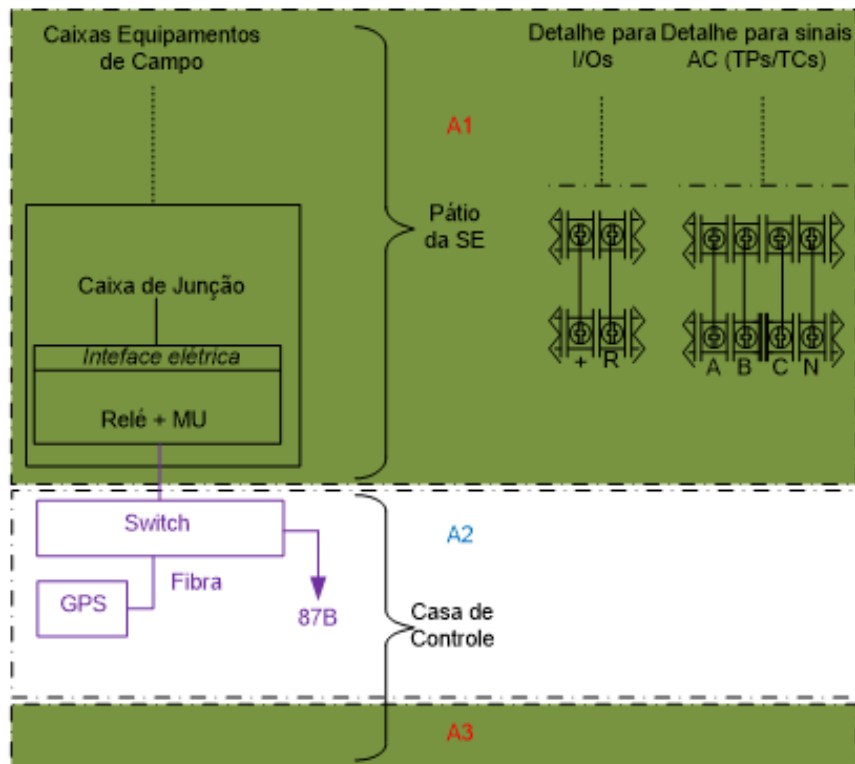 Caixas Equipamentos
de Campo
Detalhe para
I/Os
Detalhe para sinais
AC (TPs/TCs)
A1
Pátio
da SE
Caixa de Junção
Inteface elétrica
Relé + MU
+ R
A B C N
Switch
A2
Fibra
GPS
87B
Casa de
Controle
A3